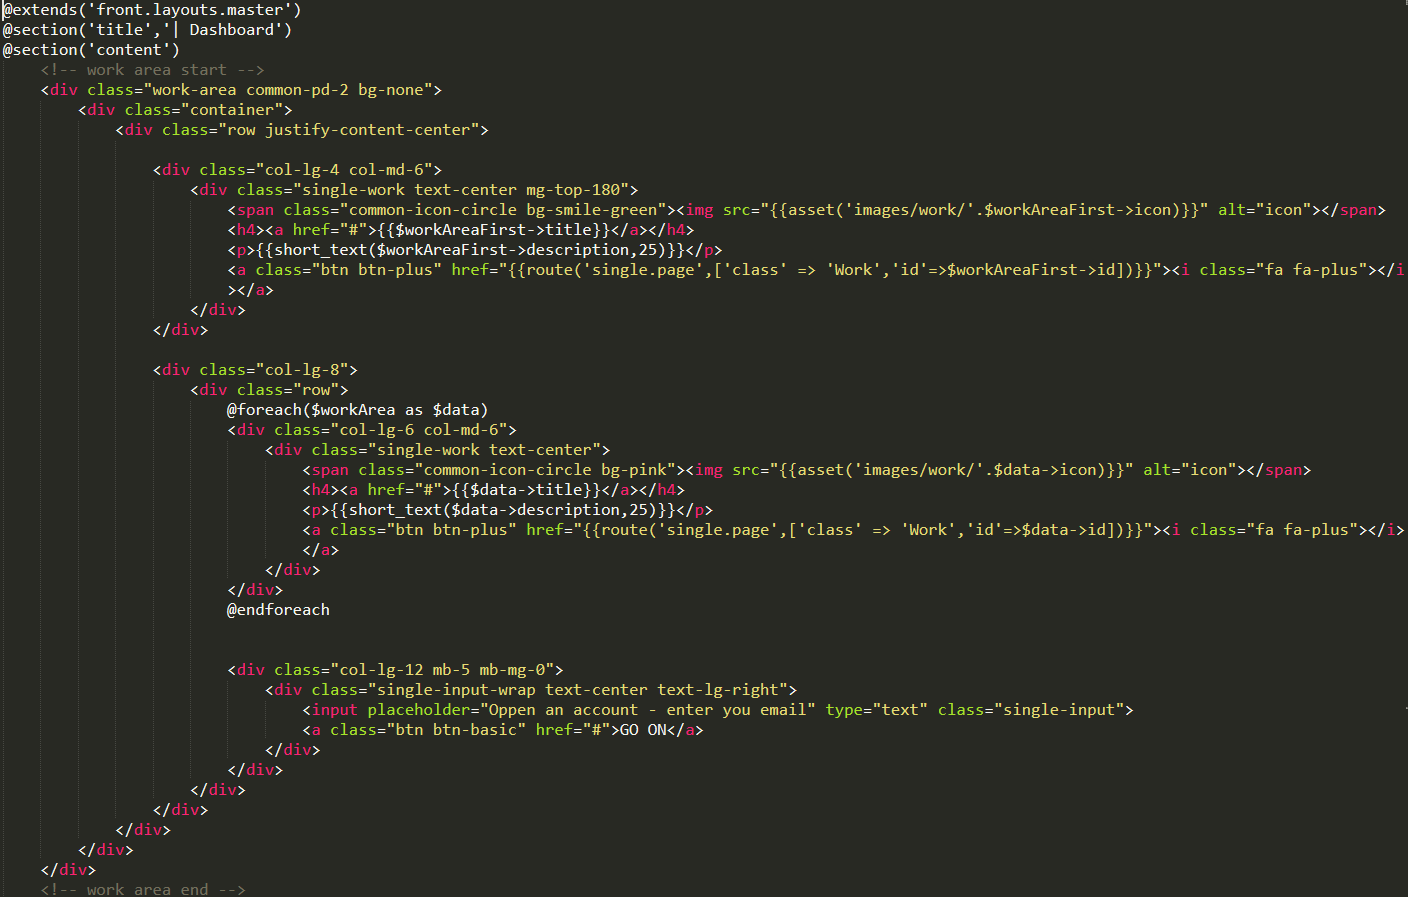 @extends('front.layouts.master')
@section('title','| Dashboard')
@section('content')
<!-- work area start -->
<div class="work-area common-pd-2 bg-none">
<div class="container">
<div class="row justify-content-center">
<div class="col-lg-4 col-md-6">
<div class="single-work text-center mg-top-180">
<span class="common-icon-circle bg-smile-green"><img src="{{asset('images/work/'.$workAreaFirst->icon)}}" alt="icon"></span>
<h4><a href="#">{{$workAreaFirst->title}}</a></h4>
<p>{{short_text($workAreaFirst->description,25)}}</p>
<a class="btn btn-plus" href="{{route('single.page',['class' => 'Work','id'=>$workAreaFirst->id])}}"><i class="fa fa-plus"></i
></a>
</div>
</div>
<div class="col-lg-8">
<div class="row">
@foreach($workArea as $data)
<div class="col-lg-6 col-md-6">
<div class="single-work text-center">
<span class="common-icon-circle bg-pink"><img src="{{asset('images/work/'.$data->icon)}}" alt="icon"></span>
<h4><a href="#">{{$data->title}}</a></h4>
<p>{{short_text($data->description,25)}}</p>
<a class="btn btn-plus" href="{{route('single.page',['class' => 'Work','id'=>$data->id])}}"><i class="fa fa-plus"></i>
</a>
</div>
</div>
@endforeach
<div class="col-lg-12 mb-5 mb-mg-0">
<div class="single-input-wrap text-center text-lg-right">
<input placeholder="Oppen an account - enter you email" type="text" class="single-input">
<a class="btn btn-basic" href="#">GO ON</a>
</div>
</div>
</div>
</div>
</div>
</div>
</div>
<!-- work area end -->